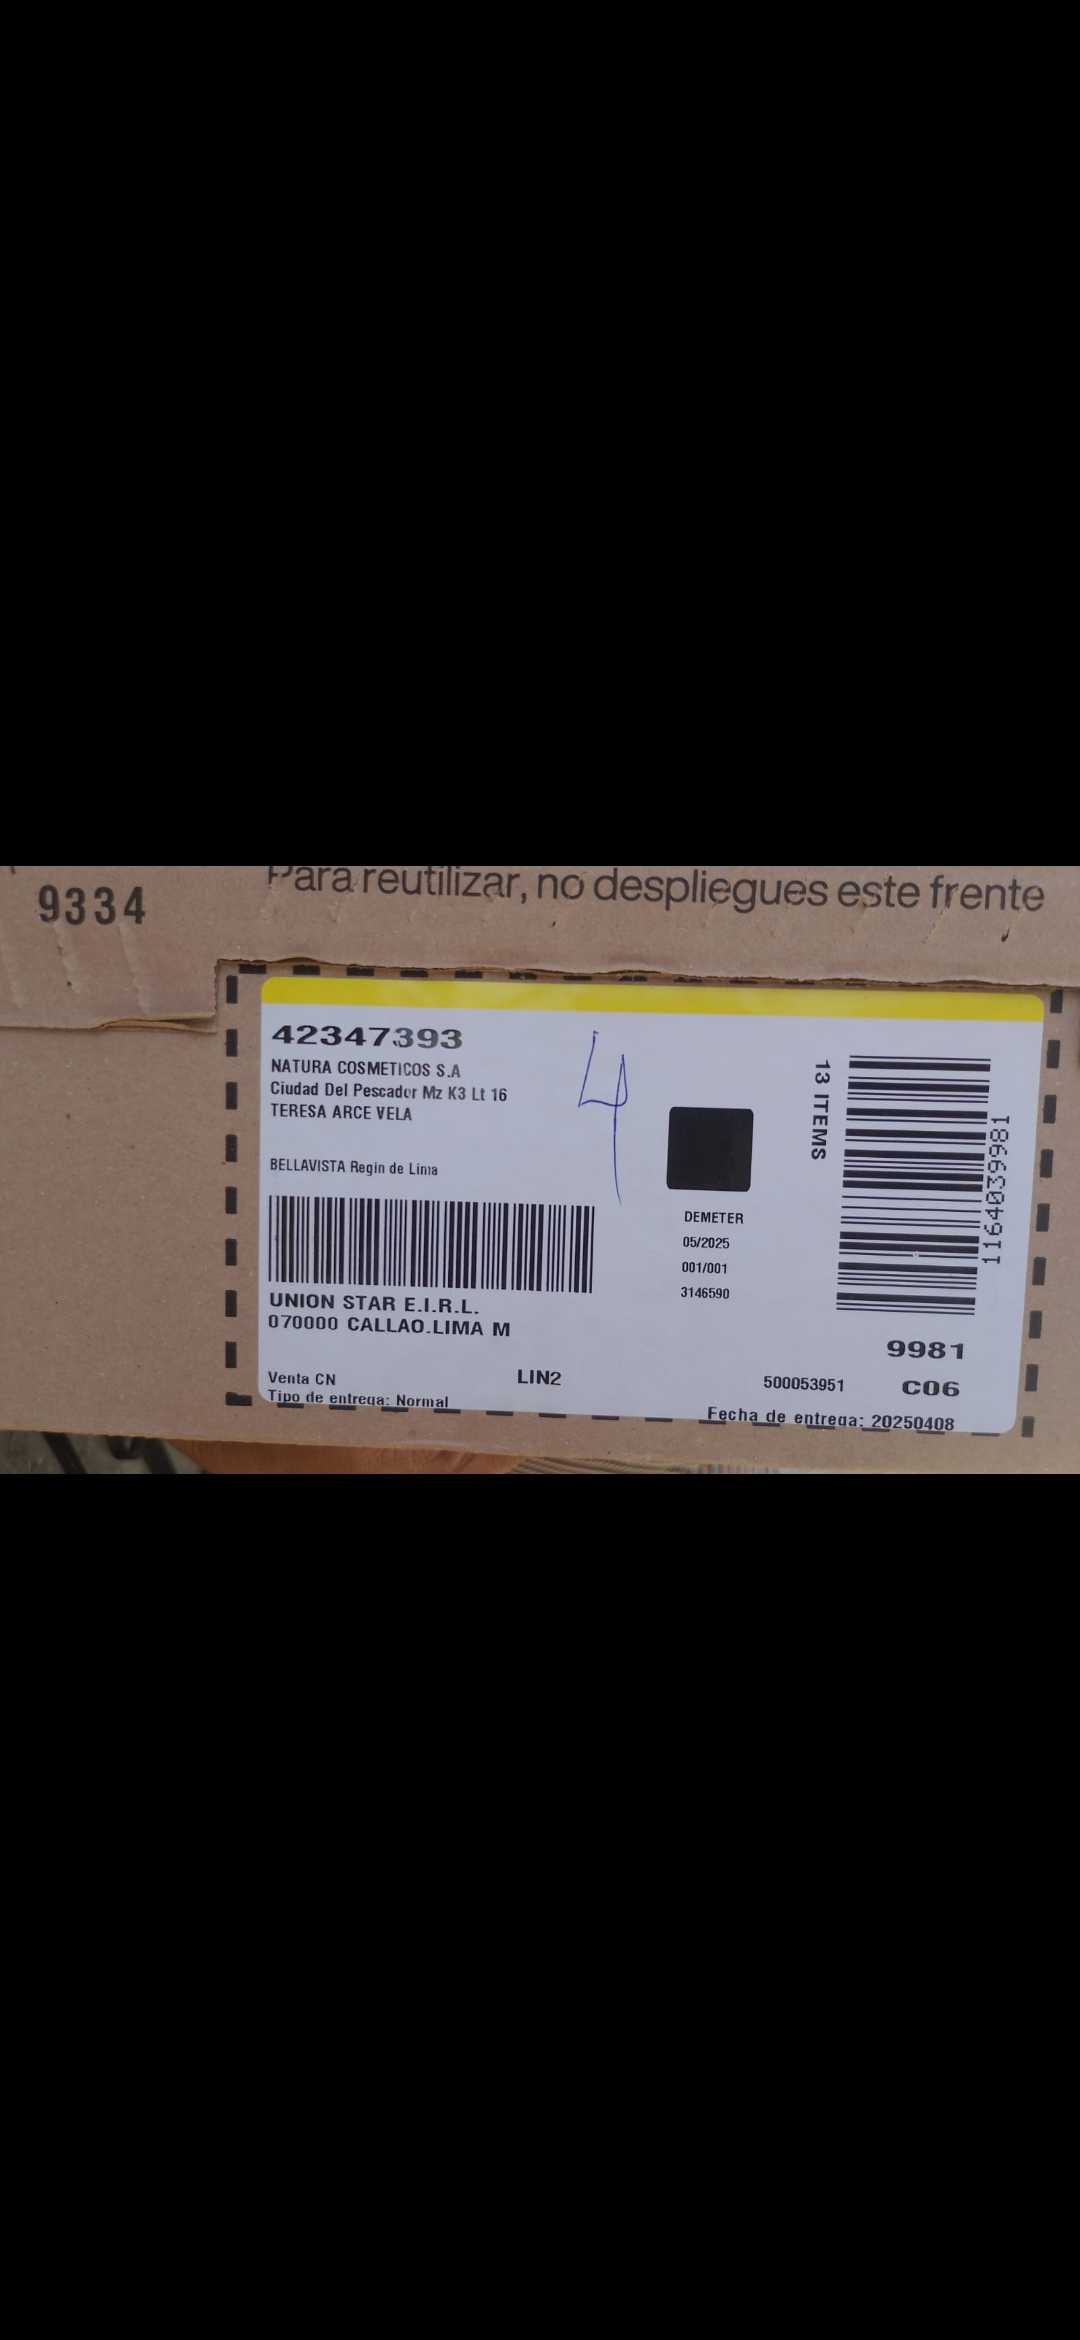 Para reutilizar, no despliegues este frente
9334
42347393
NATURA COSMETICOS S.A
Ciudad Del Pescador Mz K3 Lt 16
TERESA ARCE VELA
BELLAVISTA Regin de Lima
4
13 ITEMS
1166403998​1
DEMETER
05/2025
001/001
3146590
UNION STAR E.I.R.L.
070000 CALLAO.LIMA M
9981
Venta CN
LIN2
500053951
C06
Tipo de entrega: Normal
Fecha de entrega: 20250408